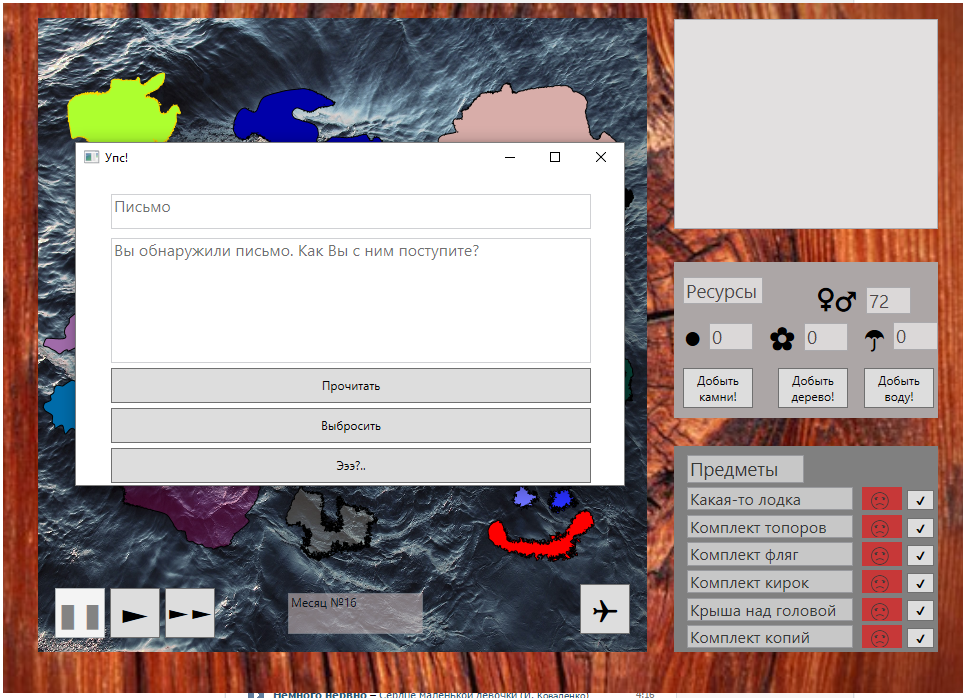 Упс!
Письмо
Вы обнаружили письмо. Как Вы с ним поступите?
Прочитать
Выбросить
Эээ?..
Месяц №16
Ресурсы
72
0
0
0
Добыть
камни!
Добыть
дерево!
Добыть
воду!
Предметы
Какая-то лодка
Комплект топоров
Комплект фляг
Комплект кирок
Крыша над головой
Комплект копий
Немного нервно – Сердце маленькой девочки (И. Коваленко)
4:16